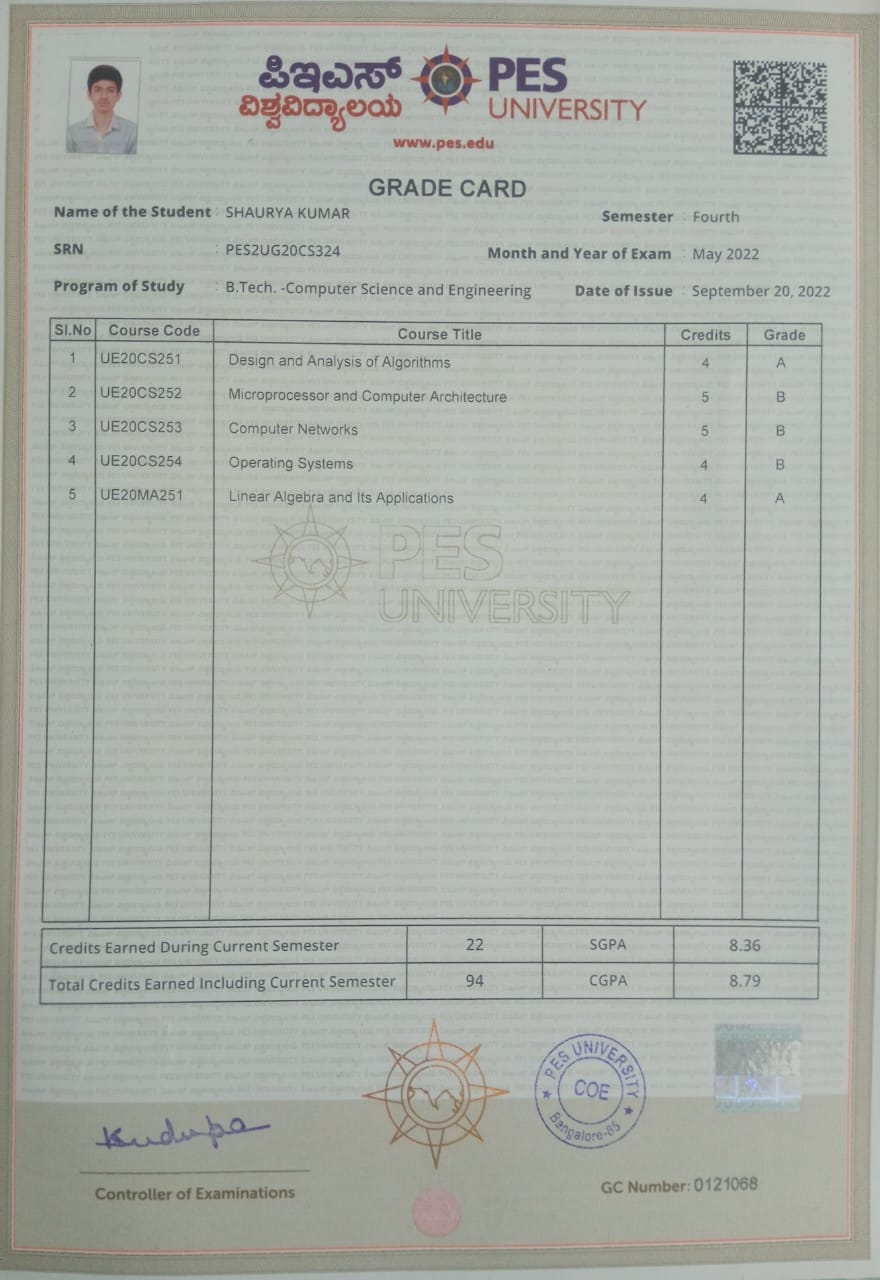 ಪಿಇಎಸ್ PES
ವಿಶ್ವವಿದ್ಯಾಲಯ UNIVERSITY
www.pes.edu
GRADE CARD
Name of the Student : SHAURYA KUMAR
Semester : Fourth
SRN : PES2UG20CS324
Month and Year of Exam : May 2022
Program of Study : B.Tech. -Computer Science and Engineering
Date of Issue : September 20, 2022
Sl.No Course Code Course Title Credits Grade
1 UE20CS251 Design and Analysis of Algorithms 4 A
2 UE20CS252 Microprocessor and Computer Architecture 5 B
3 UE20CS253 Computer Networks 5 B
4 UE20CS254 Operating Systems 4 B
5 UE20MA251 Linear Algebra and Its Applications 4 A
PES
UNIVERSITY
Credits Earned During Current Semester 22 SGPA 8.36
Total Credits Earned Including Current Semester 94 CGPA 8.79
PES UNIVERSITY
COE
Bangalore-85
Kudupa
Controller of Examinations
GC Number: 0121068